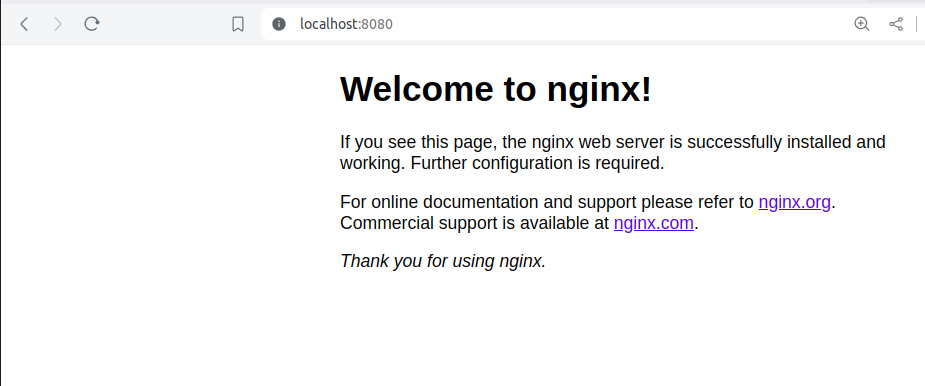 localhost:8080
Welcome to nginx!
If you see this page, the nginx web server is successfully installed and
working. Further configuration is required.
For online documentation and support please refer to nginx.org.
Commercial support is available at nginx.com.
Thank you for using nginx.